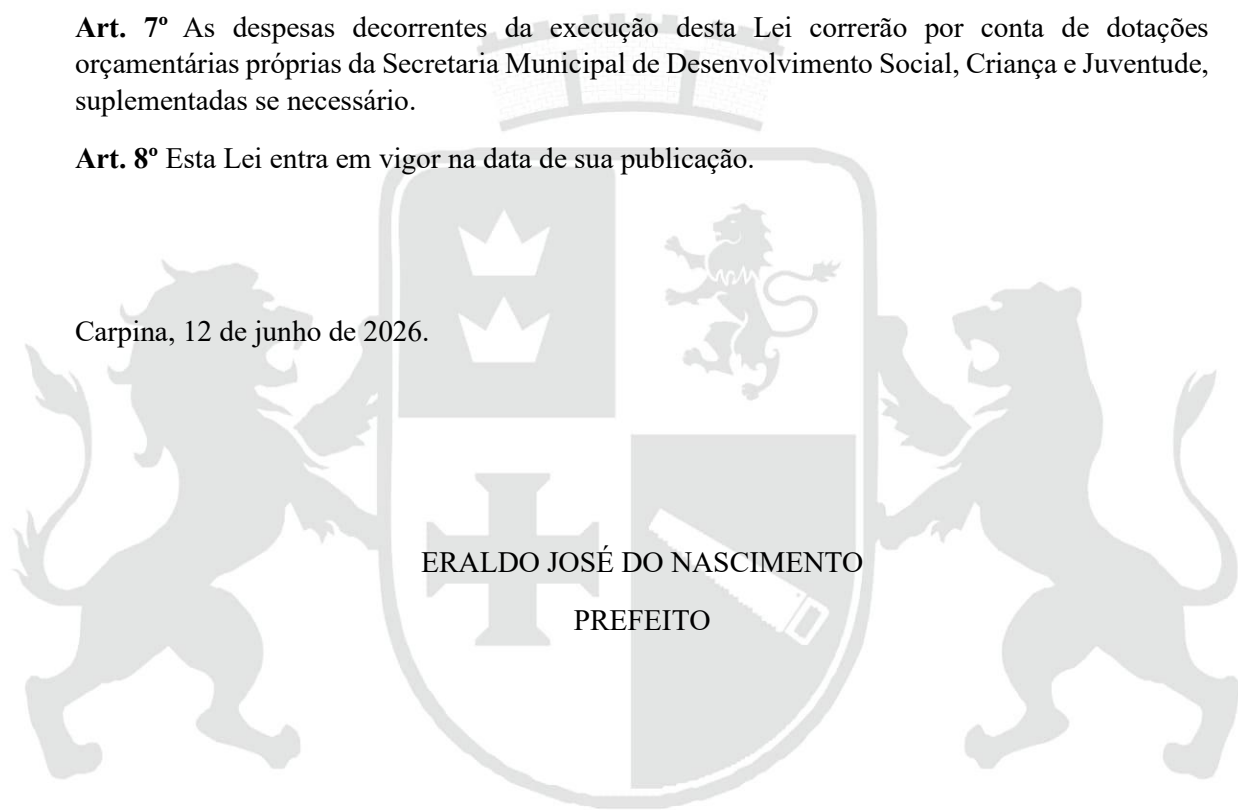 Art. 7º As despesas decorrentes da execução desta Lei correrão por conta de dotações
orçamentárias próprias da Secretaria Municipal de Desenvolvimento Social, Criança e Juventude,
suplementadas se necessário.
Art. 8º Esta Lei entra em vigor na data de sua publicação.
Carpina, 12 de junho de 2026.
ERALDO JOSÉ DO NASCIMENTO
PREFEITO